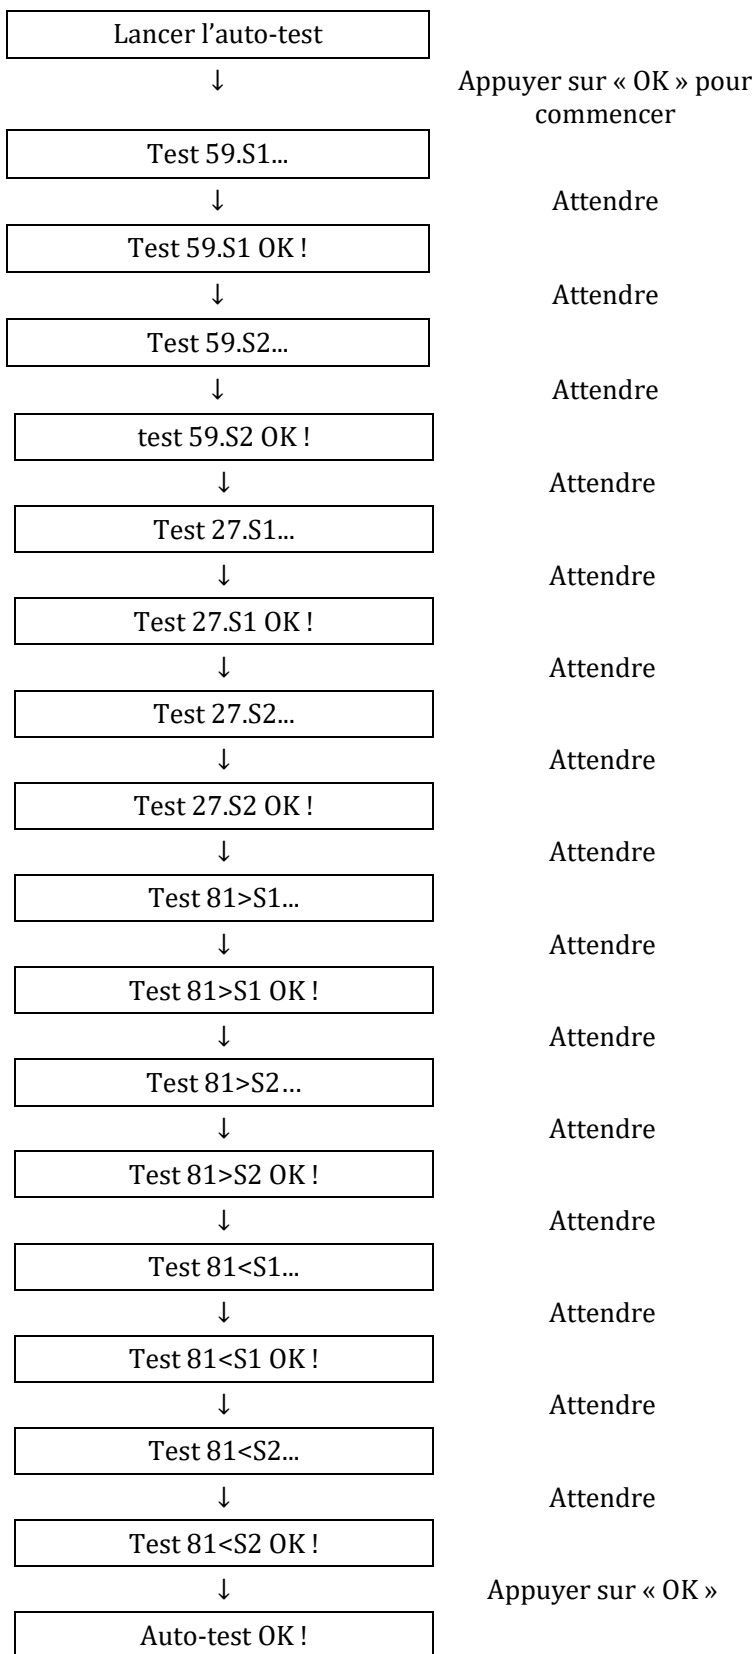 Lancer l’auto-test
↓ Appuyer sur « OK » pour
commencer
Test 59.S1...
↓ Attendre
Test 59.S1 OK !
↓ Attendre
Test 59.S2...
↓ Attendre
test 59.S2 OK !
↓ Attendre
Test 27.S1...
↓ Attendre
Test 27.S1 OK !
↓ Attendre
Test 27.S2...
↓ Attendre
Test 27.S2 OK !
↓ Attendre
Test 81>S1...
↓ Attendre
Test 81>S1 OK !
↓ Attendre
Test 81>S2…
↓ Attendre
Test 81>S2 OK !
↓ Attendre
Test 81<S1...
↓ Attendre
Test 81<S1 OK !
↓ Attendre
Test 81<S2...
↓ Attendre
Test 81<S2 OK !
↓ Appuyer sur « OK »
Auto-test OK !